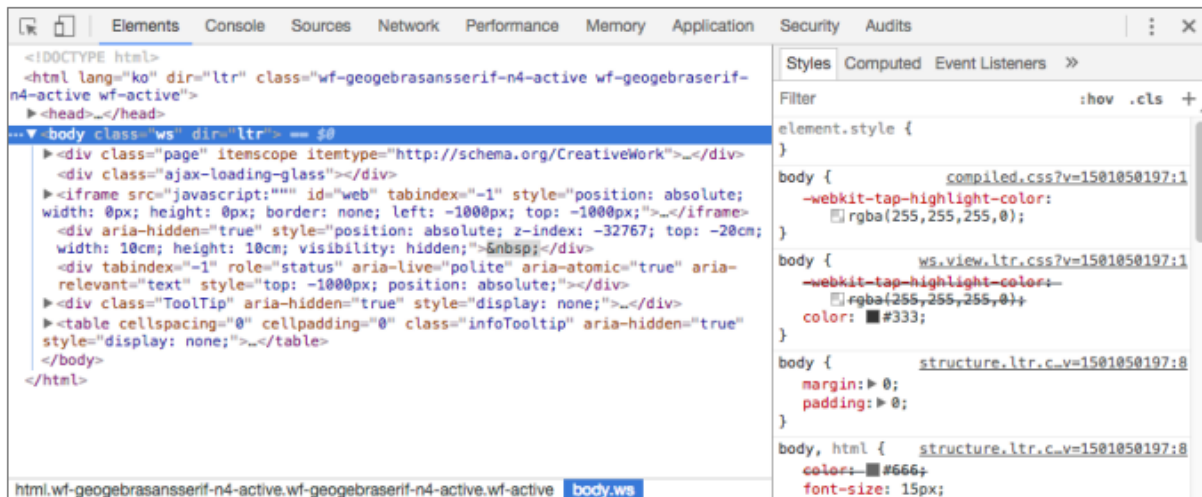 Elements Console Sources Network Performance Memory Application Security Audits
<!DOCTYPE html>
<html lang="ko" dir="ltr" class="wf-geogebrasansserif-n4-active wf-geogebraserif-
n4-active wf-active">
▶<head>…</head>
…▼<body class="ws" dir="ltr"> == $0
▶<div class="page" itemscope itemtype="http://schema.org/CreativeWork">…</div>
<div class="ajax-loading-glass"></div>
▶<iframe src="javascript:""" id="web" tabindex="-1" style="position: absolute;
width: 0px; height: 0px; border: none; left: -1000px; top: -1000px;">…</iframe>
<div aria-hidden="true" style="position: absolute; z-index: -32767; top: -20cm;
width: 10cm; height: 10cm; visibility: hidden;">&nbsp;</div>
<div tabindex="-1" role="status" aria-live="polite" aria-atomic="true" aria-
relevant="text" style="top: -1000px; position: absolute;"></div>
▶<div class="ToolTip" aria-hidden="true" style="display: none;">…</div>
▶<table cellspacing="0" cellpadding="0" class="infoTooltip" aria-hidden="true"
style="display: none;">…</table>
</body>
</html>
html.wf-geogebrasansserif-n4-active.wf-geogebraserif-n4-active.wf-active body.ws
Styles Computed Event Listeners »
Filter :hov .cls +
element.style {
}
body { compiled.css?v=1501050197:1
-webkit-tap-highlight-color:
rgba(255,255,255,0);
}
body { ws.view.ltr.css?v=1501050197:1
-webkit-tap-highlight-color:
rgba(255,255,255,0);
color: #333;
}
body { structure.ltr.c…v=1501050197:8
margin:▶ 0;
padding:▶ 0;
}
body, html { structure.ltr.c…v=1501050197:8
color: #666;
font-size: 15px;